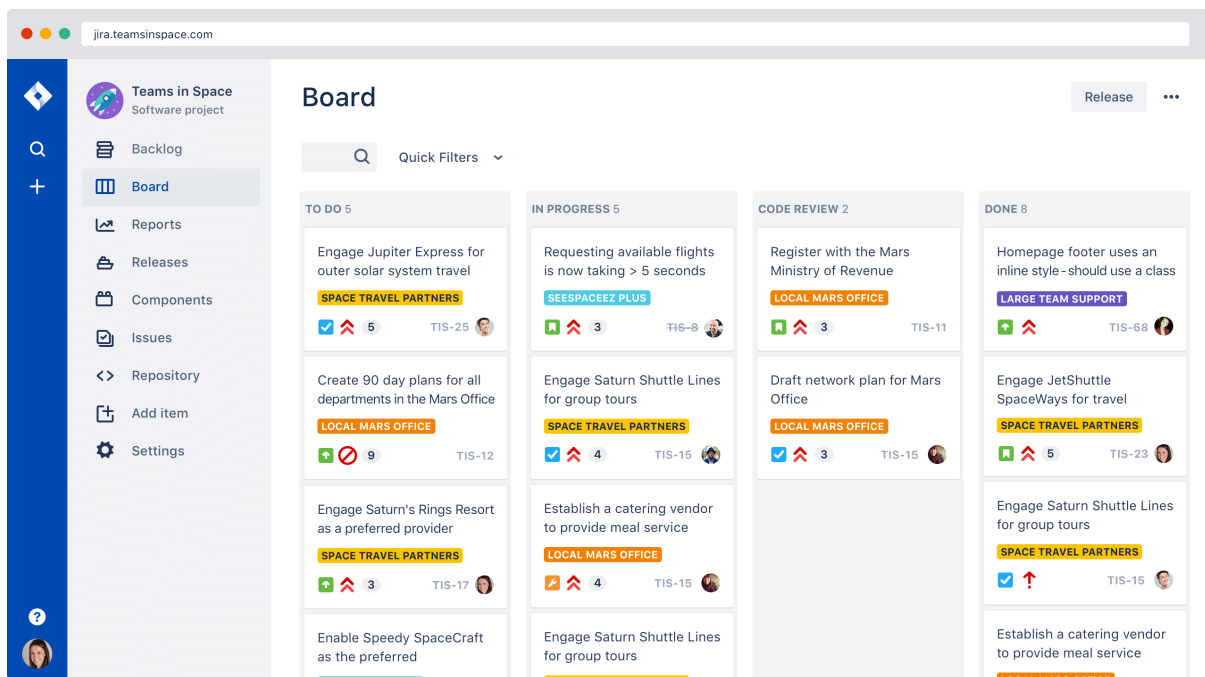 jira.teamsinspace.com
Teams in Space
Software project
Backlog
Board
Reports
Releases
Components
Issues
Repository
Add item
Settings
?
Board
Release
Quick Filters
TO DO 5
Engage Jupiter Express for
outer solar system travel
SPACE TRAVEL PARTNERS
5 TIS-25
Create 90 day plans for all
departments in the Mars Office
LOCAL MARS OFFICE
9 TIS-12
Engage Saturn's Rings Resort
as a preferred provider
SPACE TRAVEL PARTNERS
3 TIS-17
Enable Speedy SpaceCraft
as the preferred
IN PROGRESS 5
Requesting available flights
is now taking > 5 seconds
SEESPACEEZ PLUS
3 TIS-8
Engage Saturn Shuttle Lines
for group tours
SPACE TRAVEL PARTNERS
4 TIS-15
Establish a catering vendor
to provide meal service
LOCAL MARS OFFICE
4 TIS-15
Engage Saturn Shuttle Lines
for group tours
CODE REVIEW 2
Register with the Mars
Ministry of Revenue
LOCAL MARS OFFICE
3 TIS-11
Draft network plan for Mars
Office
LOCAL MARS OFFICE
3 TIS-15
DONE 8
Homepage footer uses an
inline style - should use a class
LARGE TEAM SUPPORT
TIS-68
Engage JetShuttle
SpaceWays for travel
SPACE TRAVEL PARTNERS
5 TIS-23
Engage Saturn Shuttle Lines
for group tours
SPACE TRAVEL PARTNERS
TIS-15
Establish a catering vendor
to provide meal service